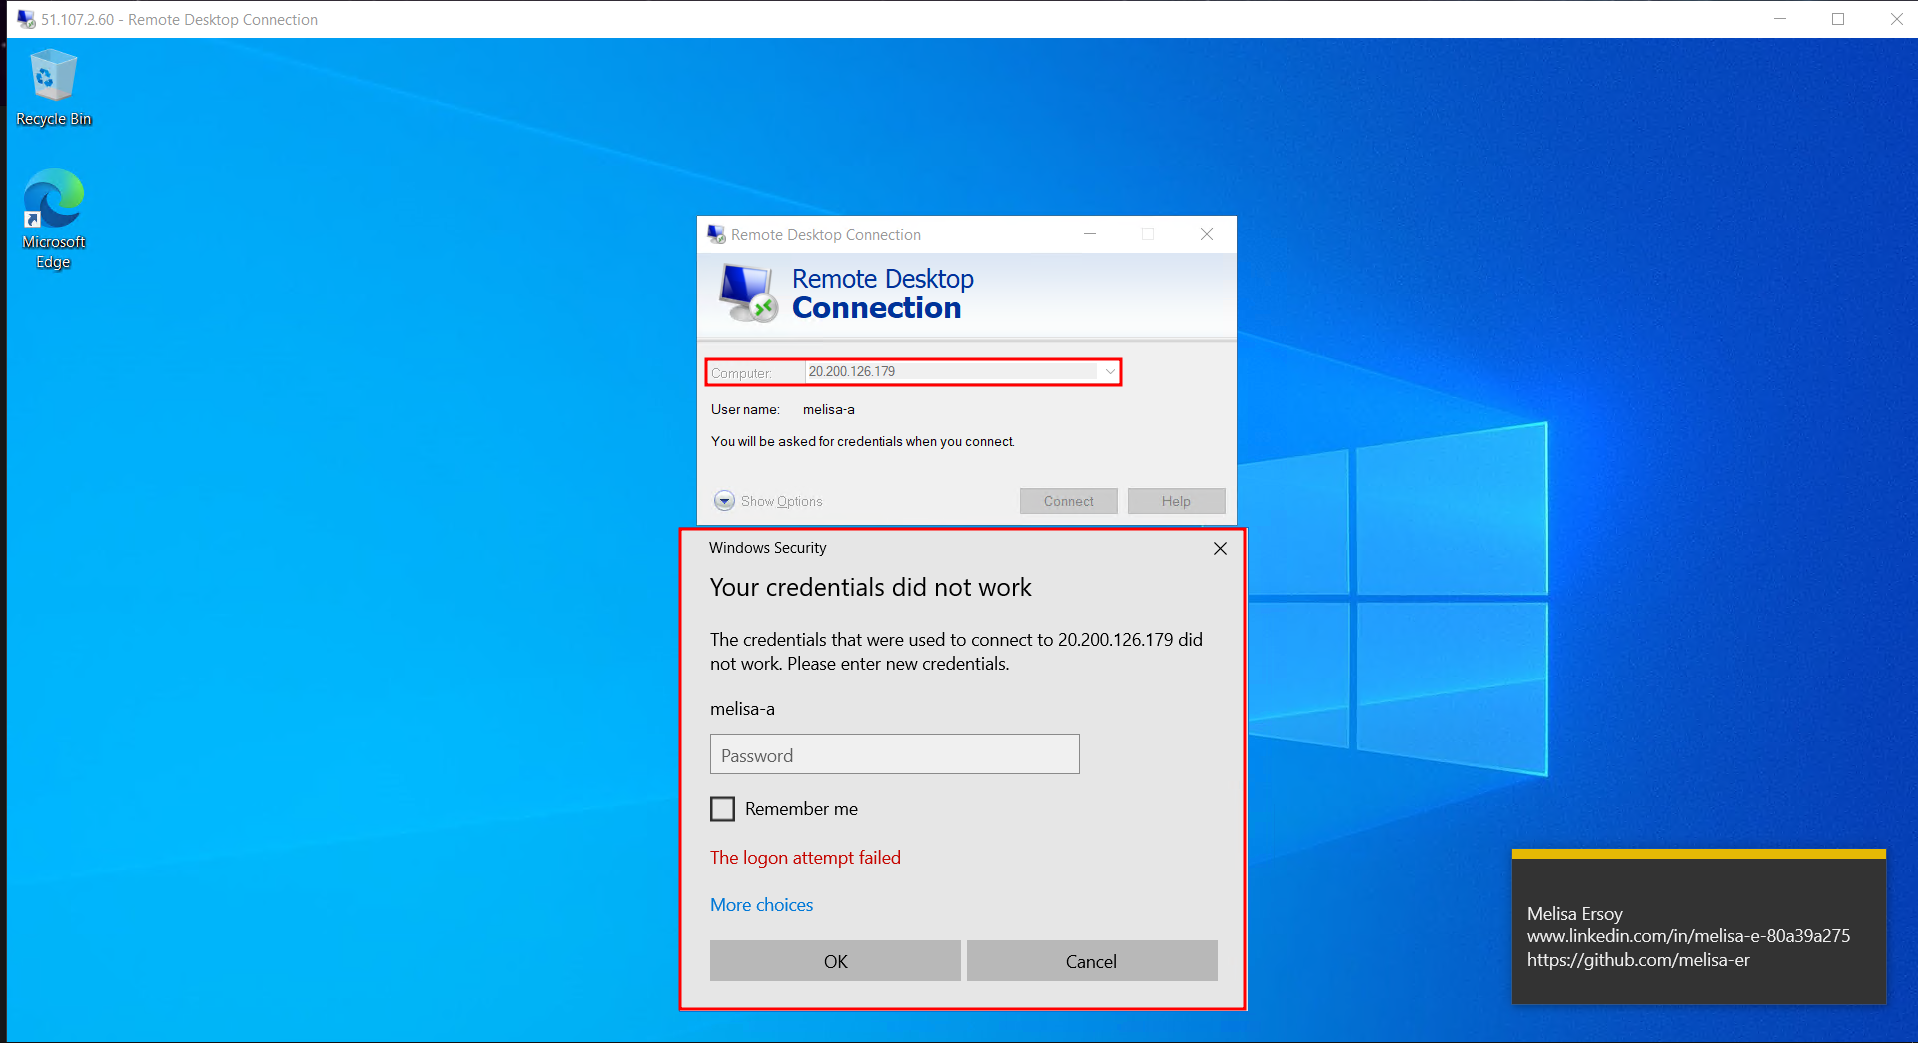 51.107.2.60 - Remote Desktop Connection
Recycle Bin
Microsoft
Edge
Remote Desktop Connection
Remote Desktop
Connection
Computer: 20.200.126.179
User name: melisa-a
You will be asked for credentials when you connect.
Show Options Connect Help
Windows Security
Your credentials did not work
The credentials that were used to connect to 20.200.126.179 did
not work. Please enter new credentials.
melisa-a
Password
Remember me
The logon attempt failed
More choices
OK Cancel
Melisa Ersoy
www.linkedin.com/in/melisa-e-80a39a275
https://github.com/melisa-er